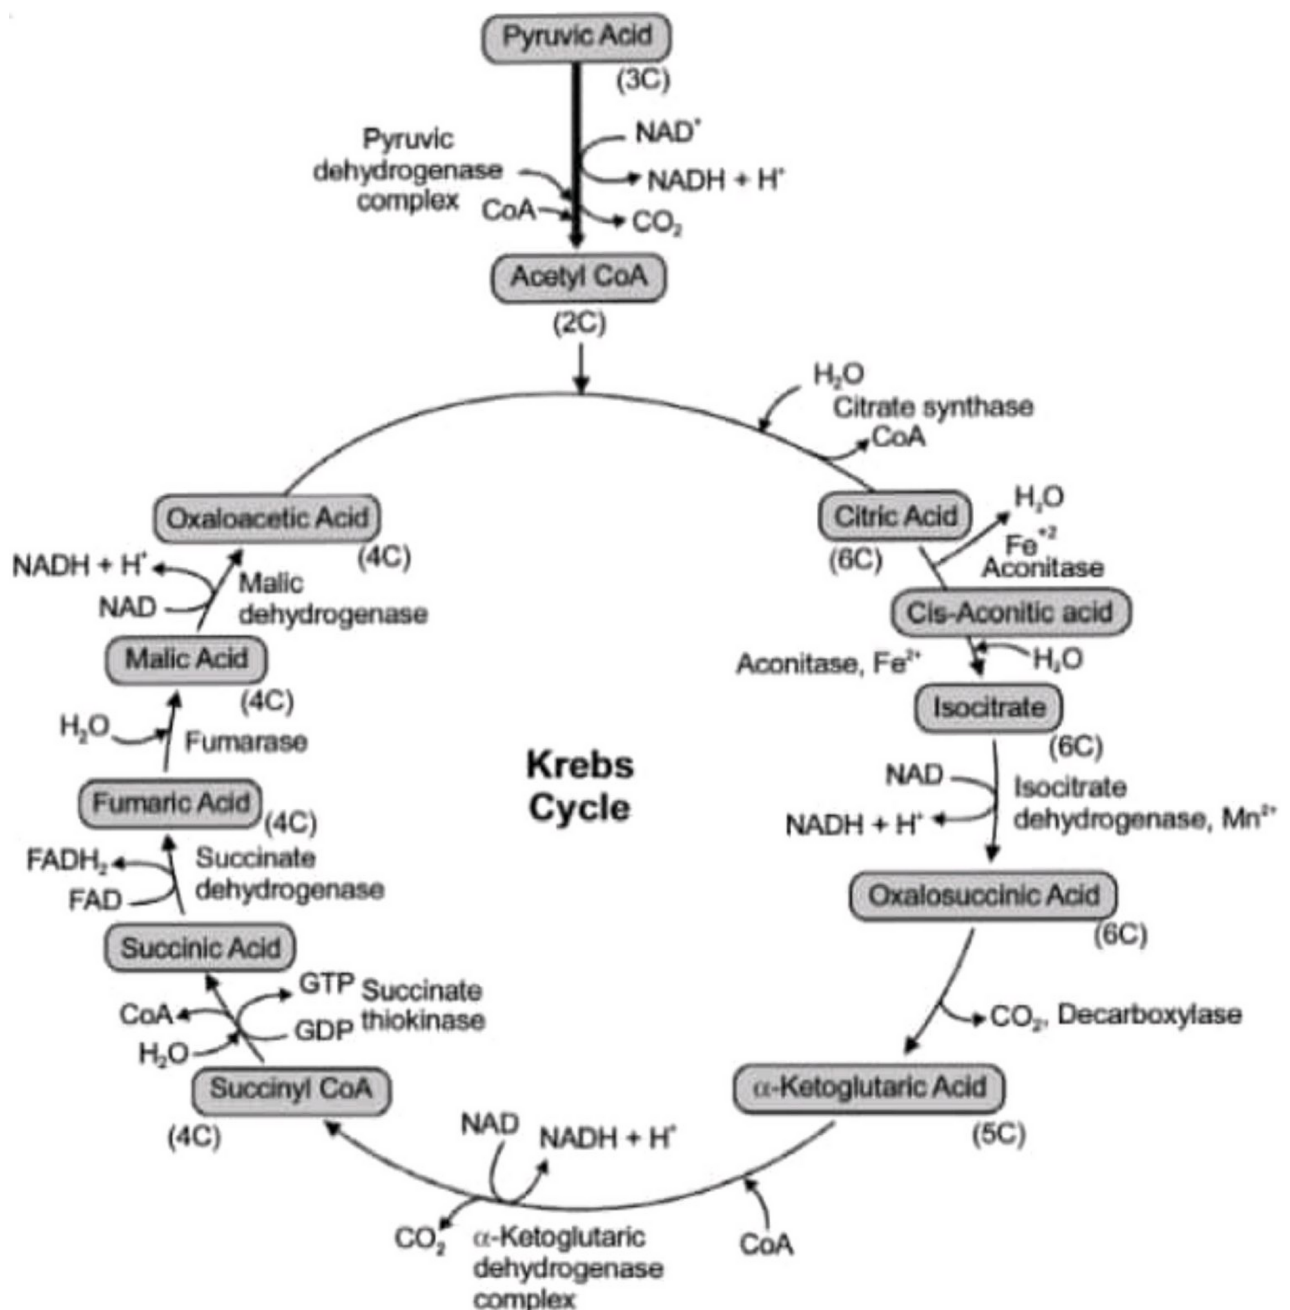 Pyruvic Acid
(3C)
Pyruvic
dehydrogenase
complex
NAD⁺
NADH + H⁺
CoA
CO₂
Acetyl CoA
(2C)
H₂O
Citrate synthase
CoA
Citric Acid
(6C)
H₂O
Fe⁺²
Aconitase
Cis-Aconitic acid
Aconitase, Fe²⁺
H₂O
Isocitrate
(6C)
NAD
NADH + H⁺
Isocitrate
dehydrogenase, Mn²⁺
Oxalosuccinic Acid
(6C)
CO₂, Decarboxylase
α-Ketoglutaric Acid
(5C)
CoA
NAD
NADH + H⁺
CO₂
α-Ketoglutaric
dehydrogenase
complex
Succinyl CoA
(4C)
GTP
GDP
Succinate
thiokinase
CoA
H₂O
Succinic Acid
FADH₂
FAD
Succinate
dehydrogenase
Fumaric Acid
(4C)
H₂O
Fumarase
Malic Acid
(4C)
NADH + H⁺
NAD
Malic
dehydrogenase
Oxaloacetic Acid
(4C)
Krebs
Cycle